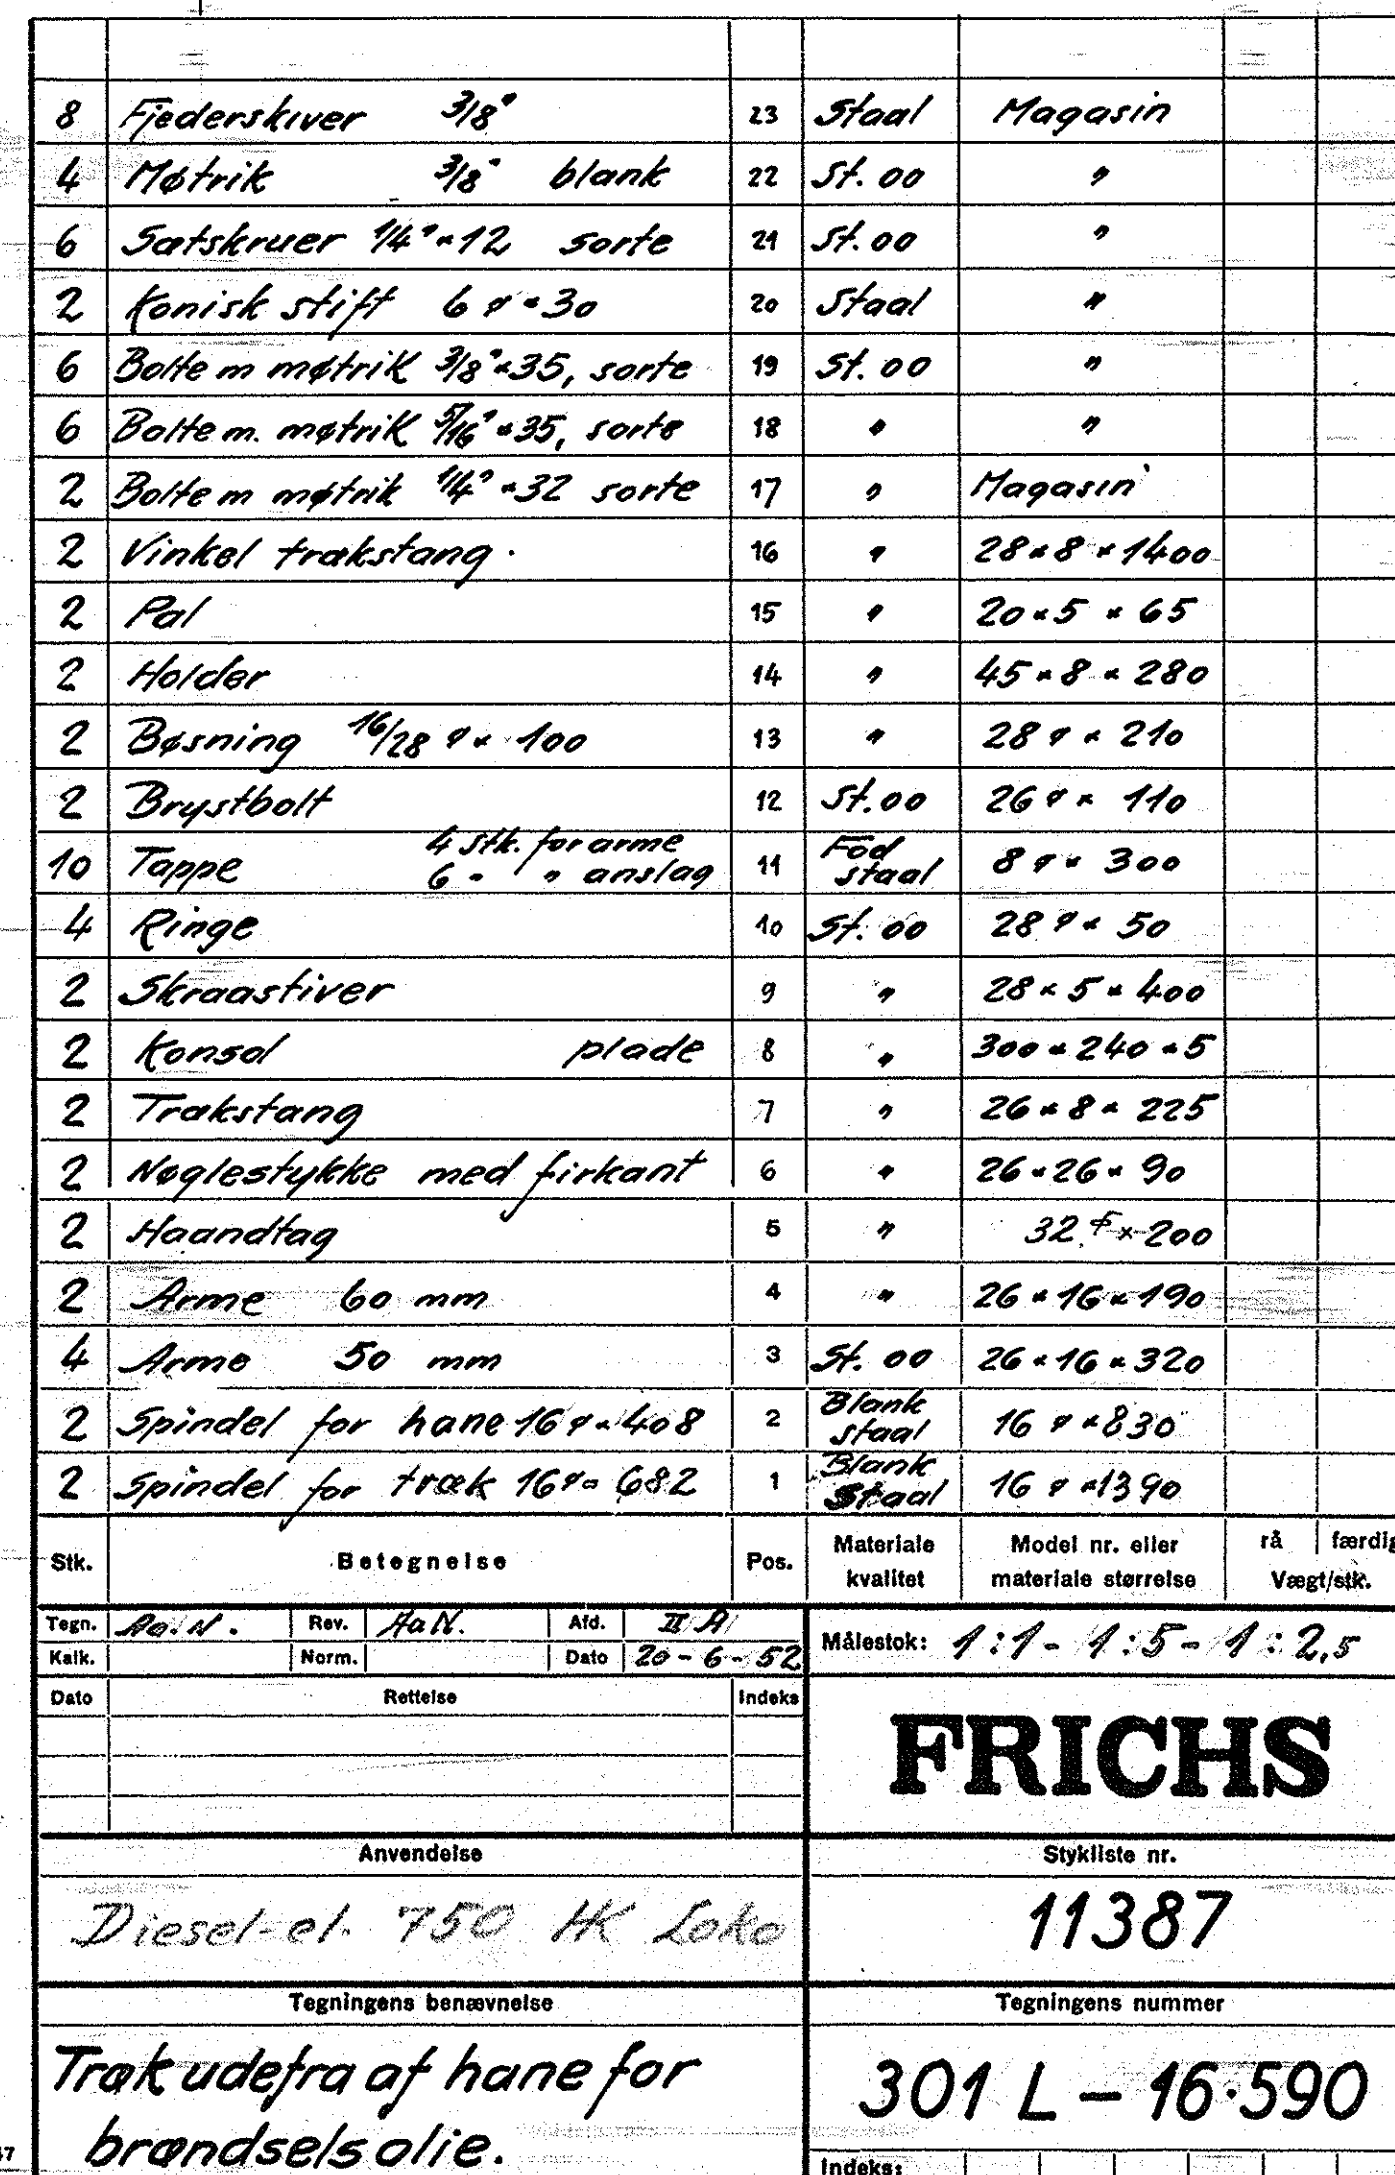 8 Fjederskiver 3/8" 23 Staal Magasin
4 Møtrik 3/8" blank 22 St. 00 "
6 Sætskruer 1/4" × 12 sorte 21 St. 00 "
2 Konisk stift 6 ø × 30 20 Staal "
6 Bolte m møtrik 3/8" × 35, sorte 19 St. 00 "
6 Bolte m. møtrik 5/16" × 35, sorte 18 " "
2 Bolte m møtrik 1/4" × 32 sorte 17 " Magasin
2 Vinkel trækstang. 16 " 28 × 8 × 1400
2 Pal 15 " 20 × 5 × 65
2 Holder 14 " 45 × 8 × 280
2 Bøsning 16/28 ø × 100 13 " 28 ø × 210
2 Brystbolt 12 St. 00 26 ø × 110
10 Tappe 4 stk. for arme 11 Föd 8 ø × 300
6 - " anslag staal
4 Ringe 10 St. 00 28 ø × 50
2 Skraastiver 9 " 28 × 5 × 400
2 Konsol plade 8 " 300 × 240 × 5
2 Trækstang 7 " 26 × 8 × 225
2 Nøglestykke med firkant 6 " 26 × 26 × 90
2 Haandtag 5 " 32 × 200
2 Arme 60 mm 4 " 26 × 16 × 190
4 Arme 50 mm 3 St. 00 26 × 16 × 320
2 Spindel for hane 16 ø × 408 2 Blank 16 ø × 830
staal
2 Spindel for træk 16 ø = 682 1 Blank 16 ø × 1390
Staal
Stk. Betegnelse Pos. Materiale kvalitet Model nr. eller materiale størrelse rå færdig Vægt/stk.
Tegn. Aa. N. Rev. AaN. Afd. II A Målestok: 1:1 - 1:5 - 1:2,5
Kalk. Norm. Dato 20-6-52
Dato Rettelse Indeks
FRICHS
Anvendelse Stykliste nr.
Diesel-el. 750 HK Loko 11387
Tegningens benævnelse Tegningens nummer
Træk udefra af hane for 301 L – 16.590
brændselsolie.
Indeks: